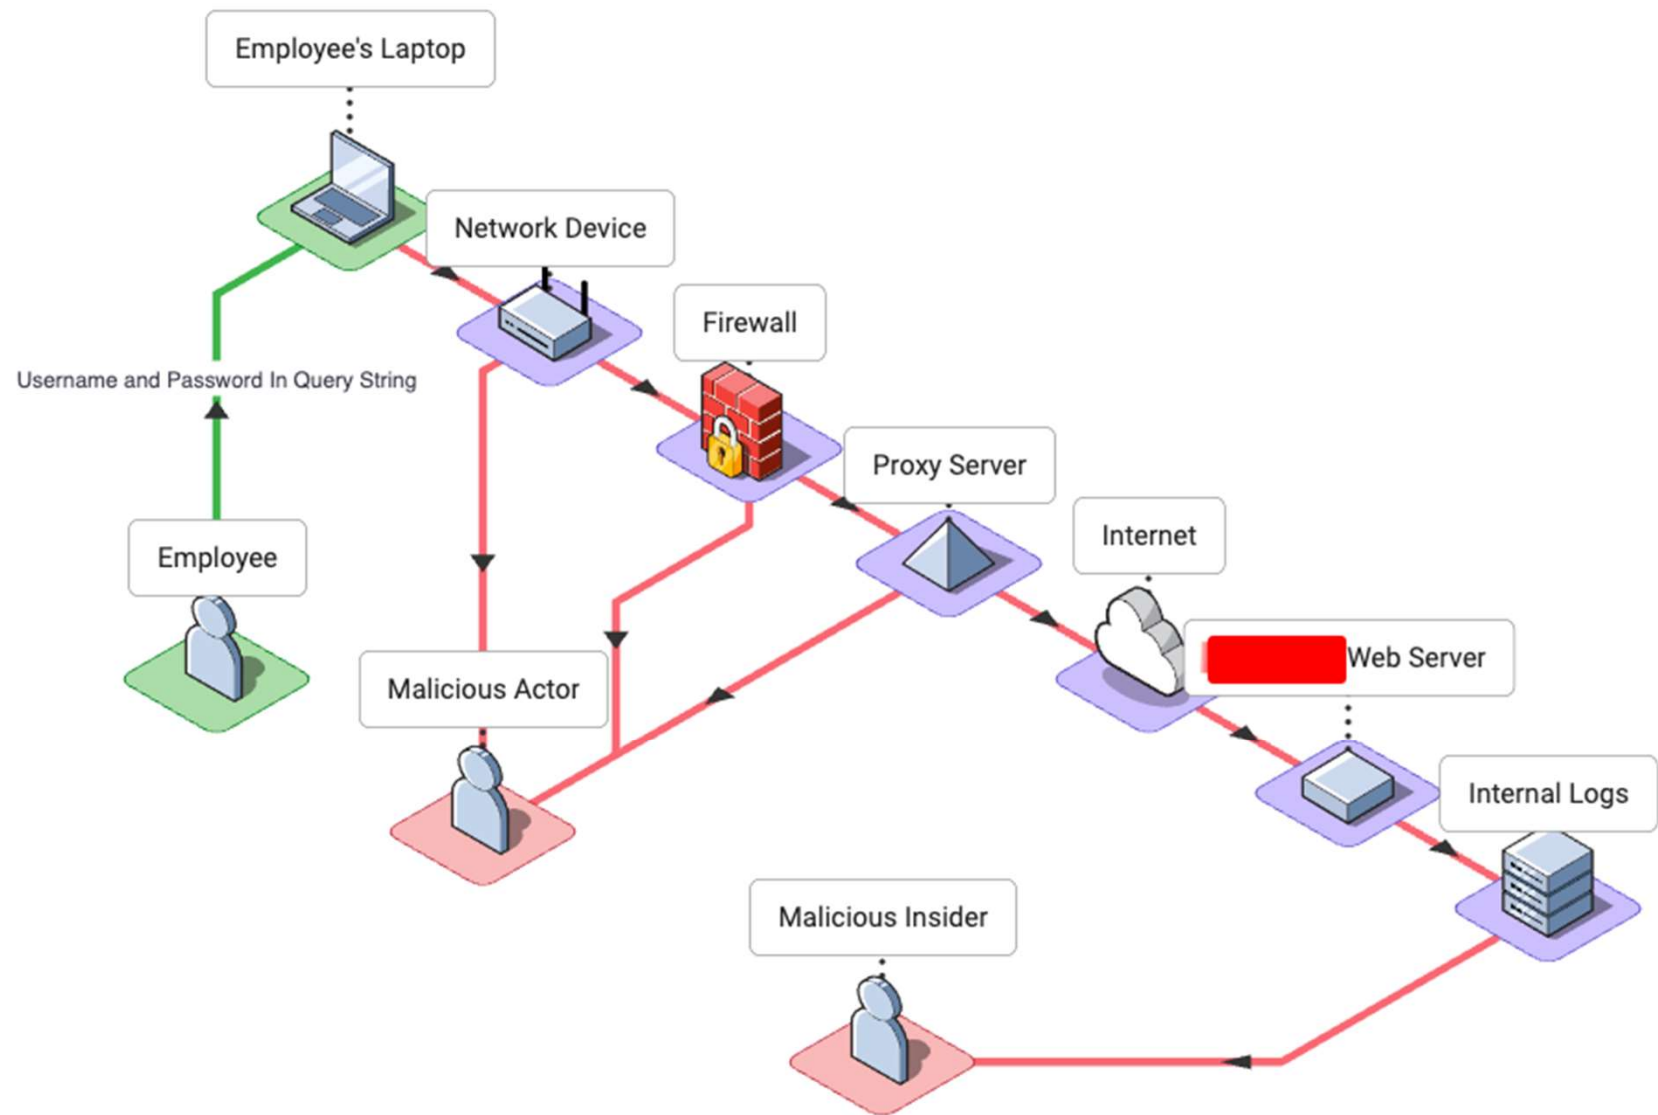 Employee's Laptop
Network Device
Firewall
Username and Password In Query String
Proxy Server
Internet
Employee
Web Server
Malicious Actor
Internal Logs
Malicious Insider